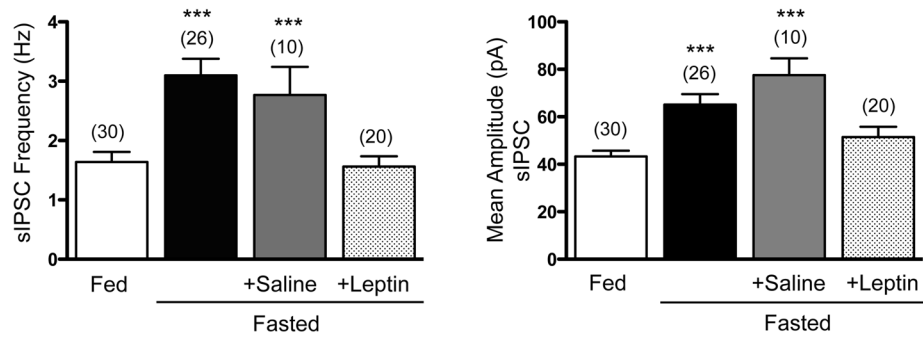 sIPSC Frequency (Hz)
4
3
2
1
0
(30)
***
(26)
***
(10)
(20)
Fed
+Saline
+Leptin
Fasted
Mean Amplitude (pA)
sIPSC
100
80
60
40
20
0
(30)
***
(26)
***
(10)
(20)
Fed
+Saline
+Leptin
Fasted